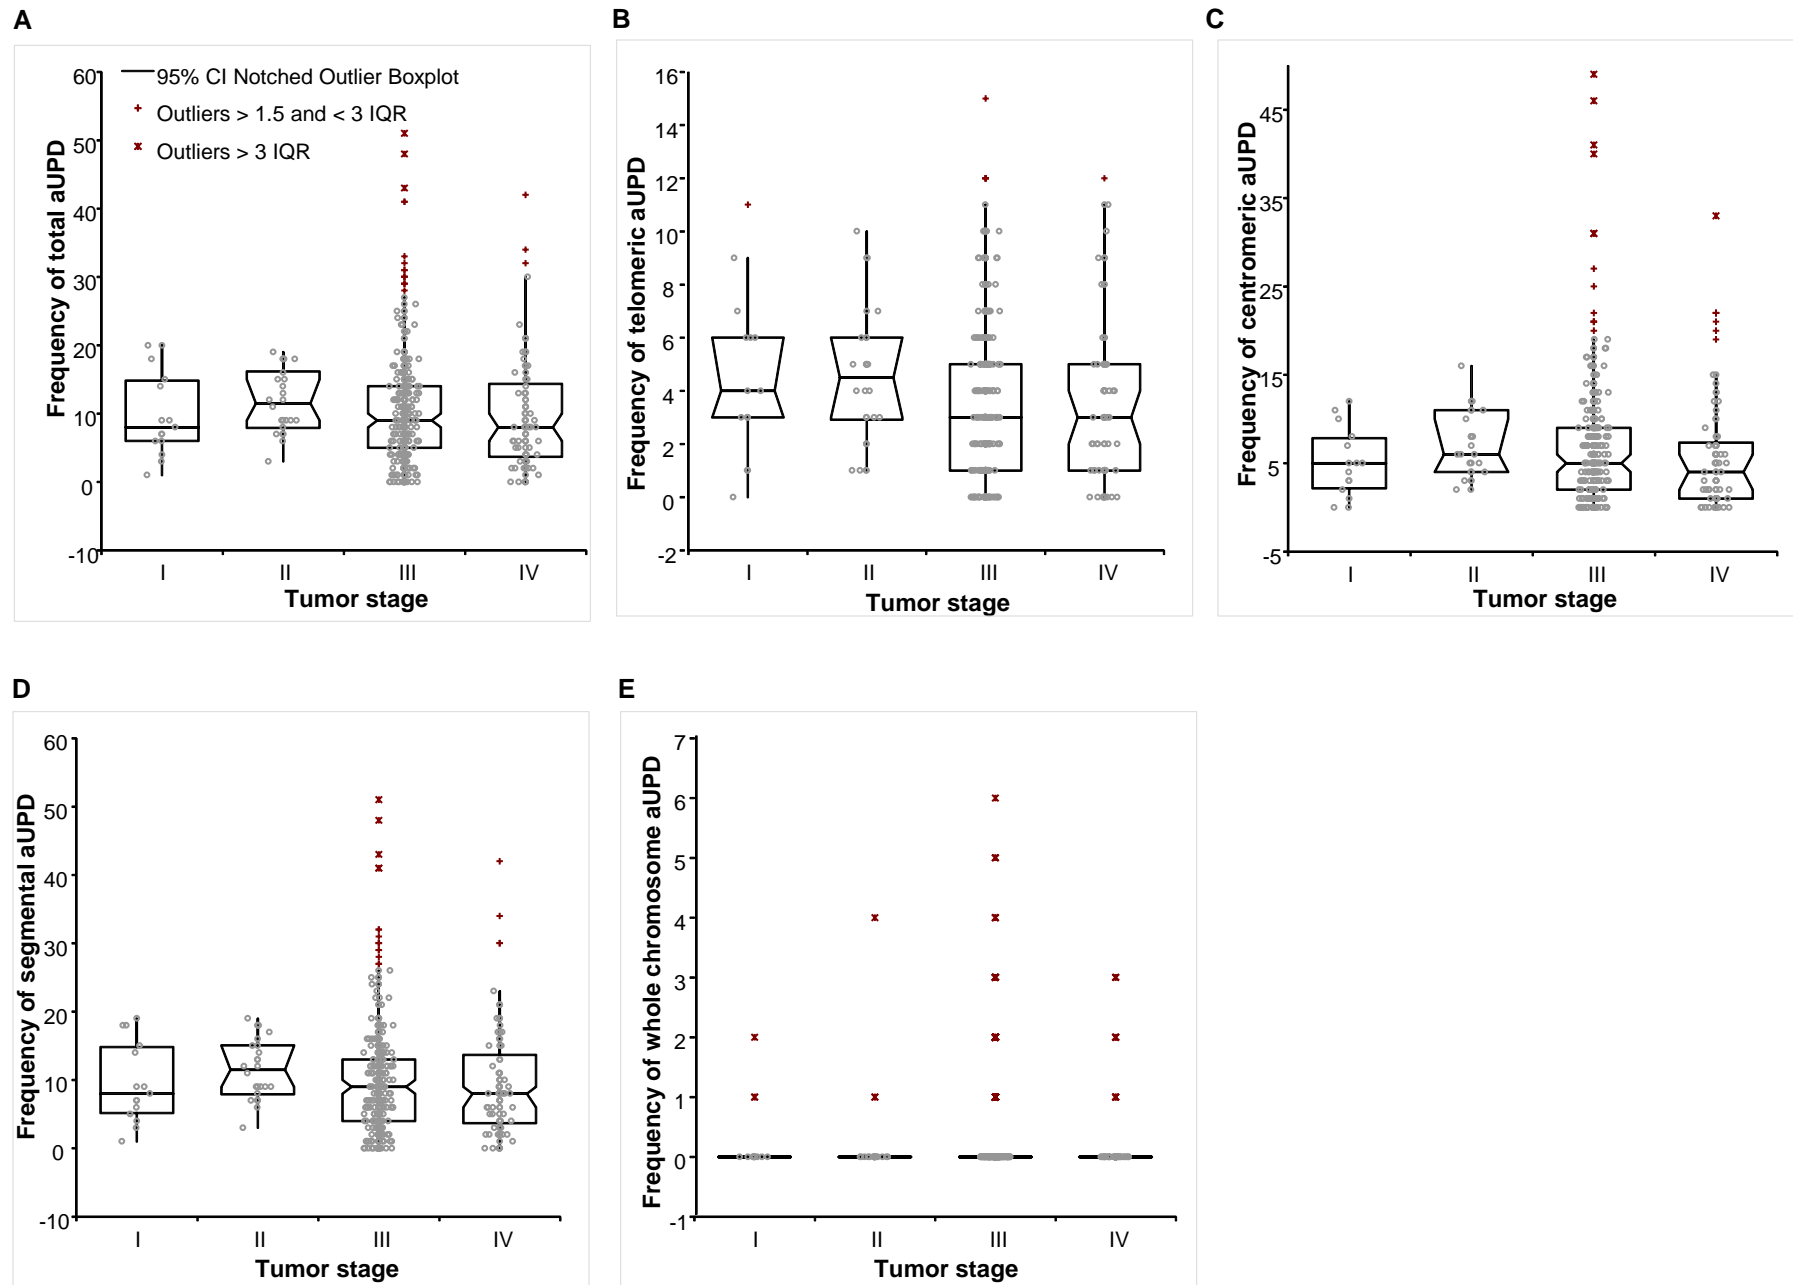 A
Frequency of total aUPD
60
50
40
30
20
10
0
-10
95% CI Notched Outlier Boxplot
Outliers > 1.5 and < 3 IQR
Outliers > 3 IQR
I II III IV
Tumor stage
B
Frequency of telomeric aUPD
16
14
12
10
8
6
4
2
0
-2
I II III IV
Tumor stage
C
Frequency of centromeric aUPD
45
35
25
15
5
-5
I II III IV
Tumor stage
D
Frequency of segmental aUPD
60
50
40
30
20
10
0
-10
I II III IV
Tumor stage
E
Frequency of whole chromosome aUPD
7
6
5
4
3
2
1
0
-1
I II III IV
Tumor stage